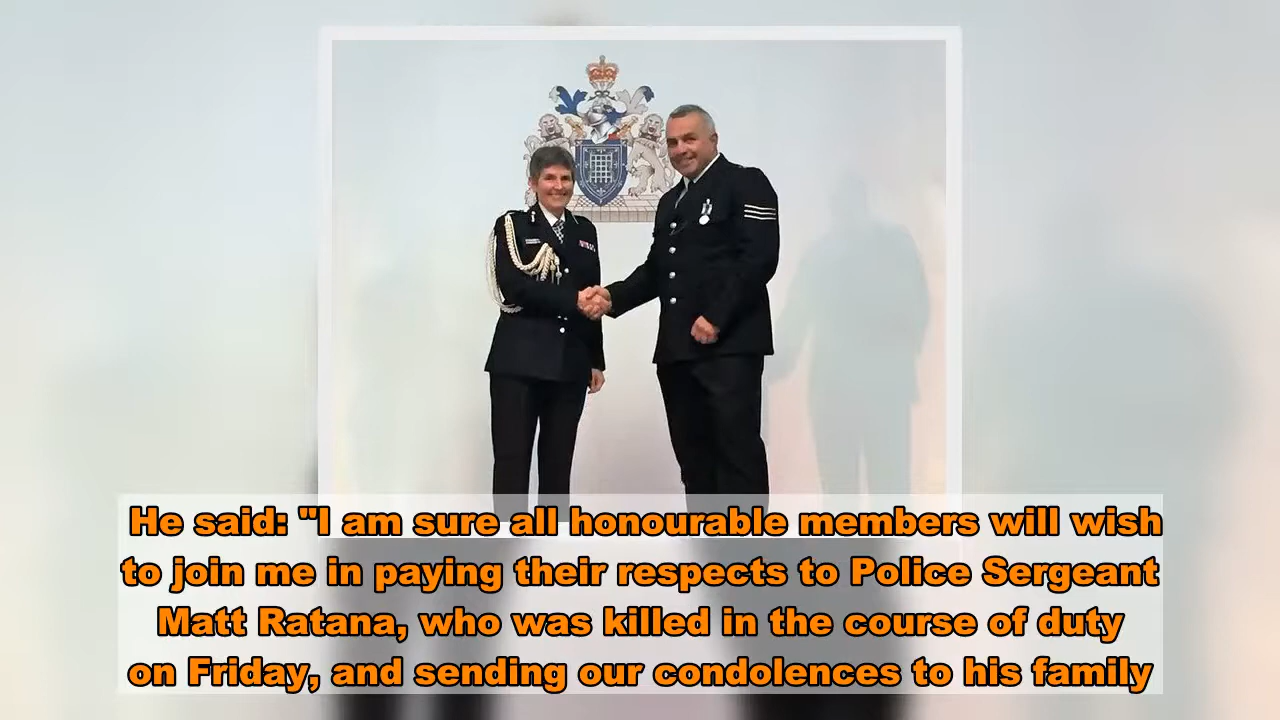 He said: "I am sure all honourable members will wish
to join me in paying their respects to Police Sergeant
Matt Ratana, who was killed in the course of duty
on Friday, and sending our condolences to his family